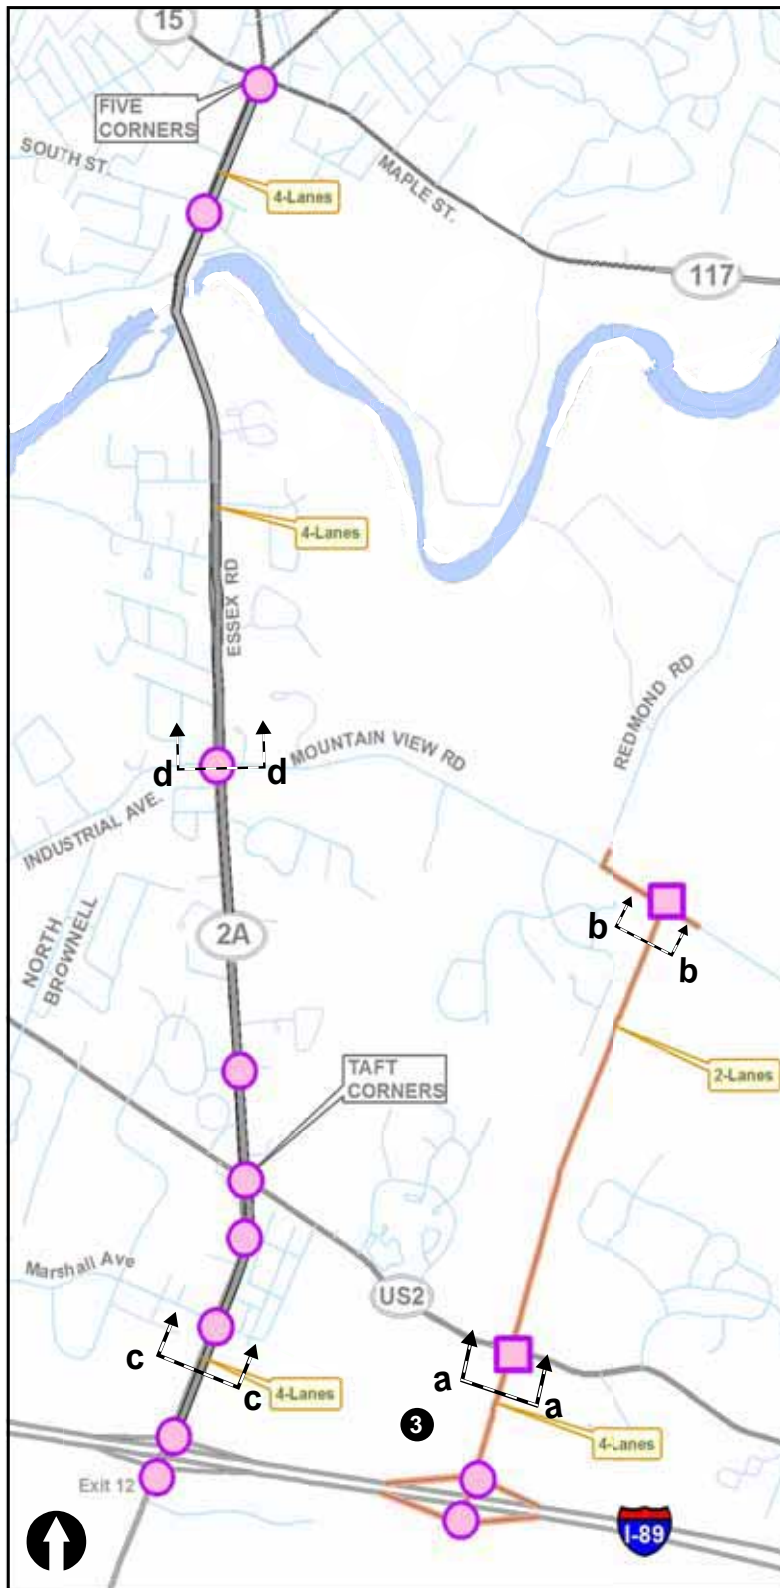 15
FIVE
CORNERS
SOUTH ST.
4-Lanes
MAPLE ST.
117
4-Lanes
ESSEX RD
REDMOND RD
MOUNTAIN VIEW RD
d
d
INDUSTRIAL AVE.
NORTH
BROWNELL
2A
b
b
TAFT
CORNERS
2-Lanes
Marshall Ave
US2
c
c
4-Lanes
a
a
3
4-Lanes
Exit 12
I-89